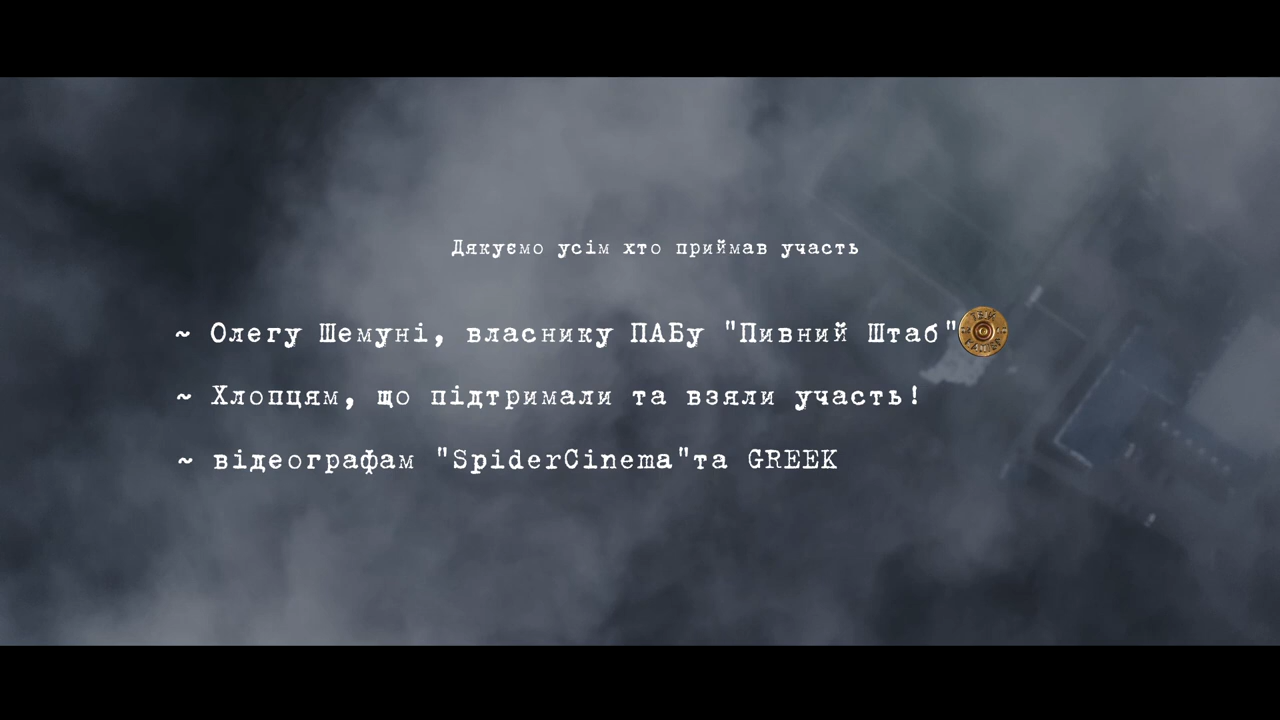 Дякуємо усім хто приймав участь
~ Олегу Шемуні, власнику ПАБу "Пивний Штаб"
~ Хлопцям, що підтримали та взяли участь!
~ відеографам "SpiderCinema"та GREEK